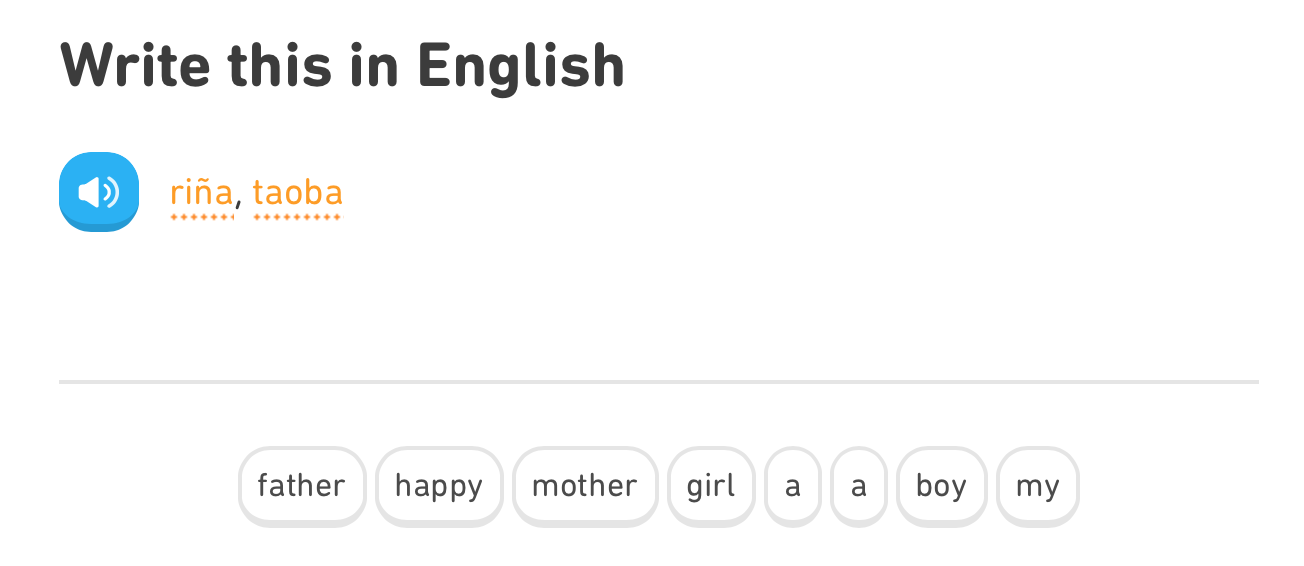 Write this in English
riña, taoba
father happy mother girl a a boy my